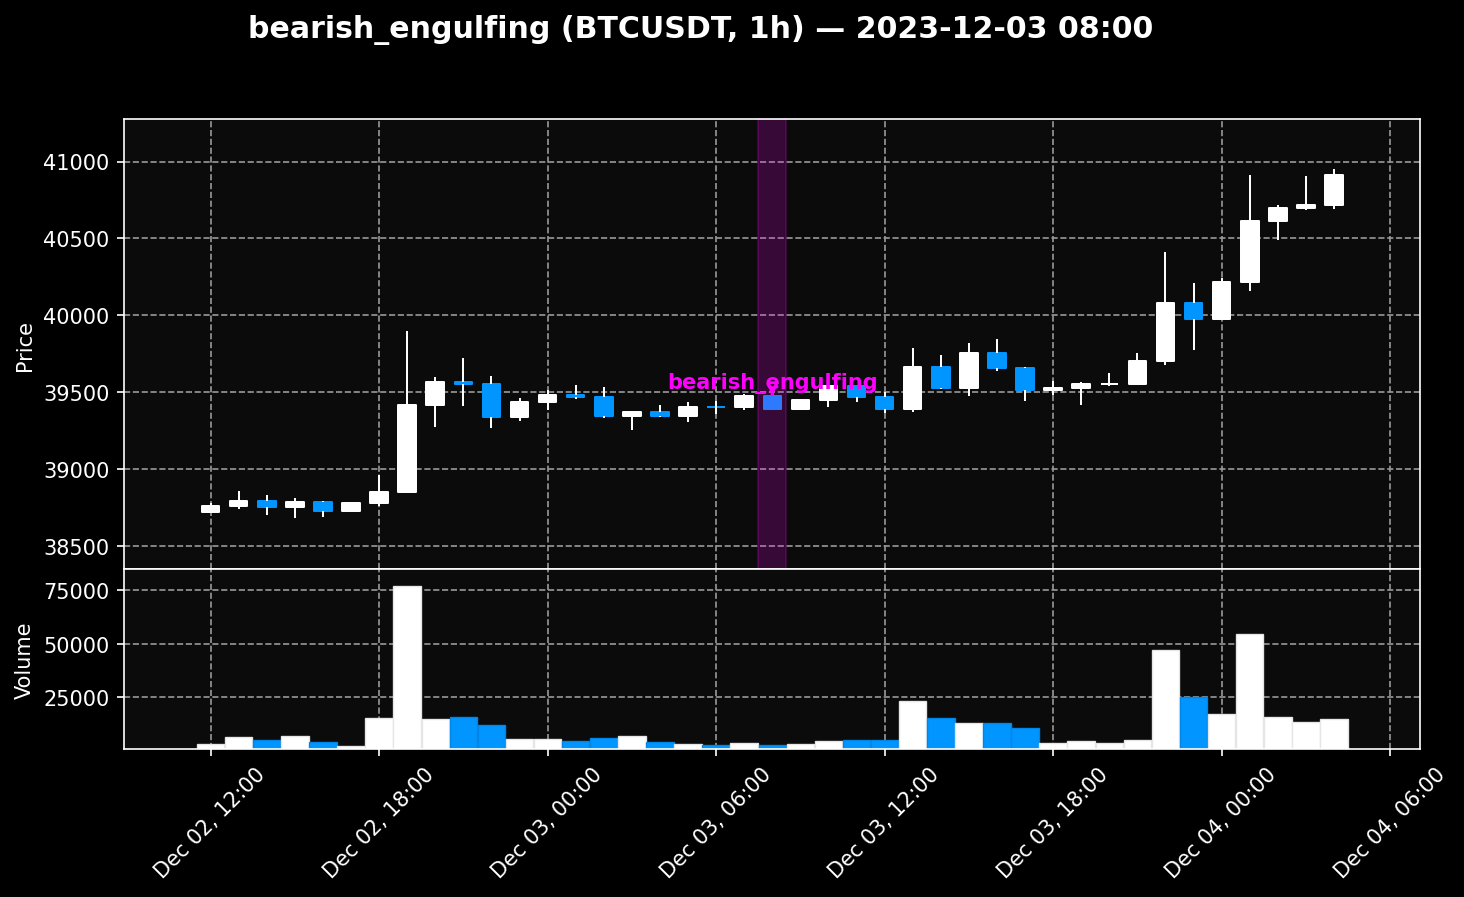 bearish_engulfing (BTCUSDT, 1h) — 2023-12-03 08:00
Price
41000
40500
40000
39500
39000
38500
bearish_engulfing
Volume
75000
50000
25000
Dec 02, 12:00
Dec 02, 18:00
Dec 03, 00:00
Dec 03, 06:00
Dec 03, 12:00
Dec 03, 18:00
Dec 04, 00:00
Dec 04, 06:00